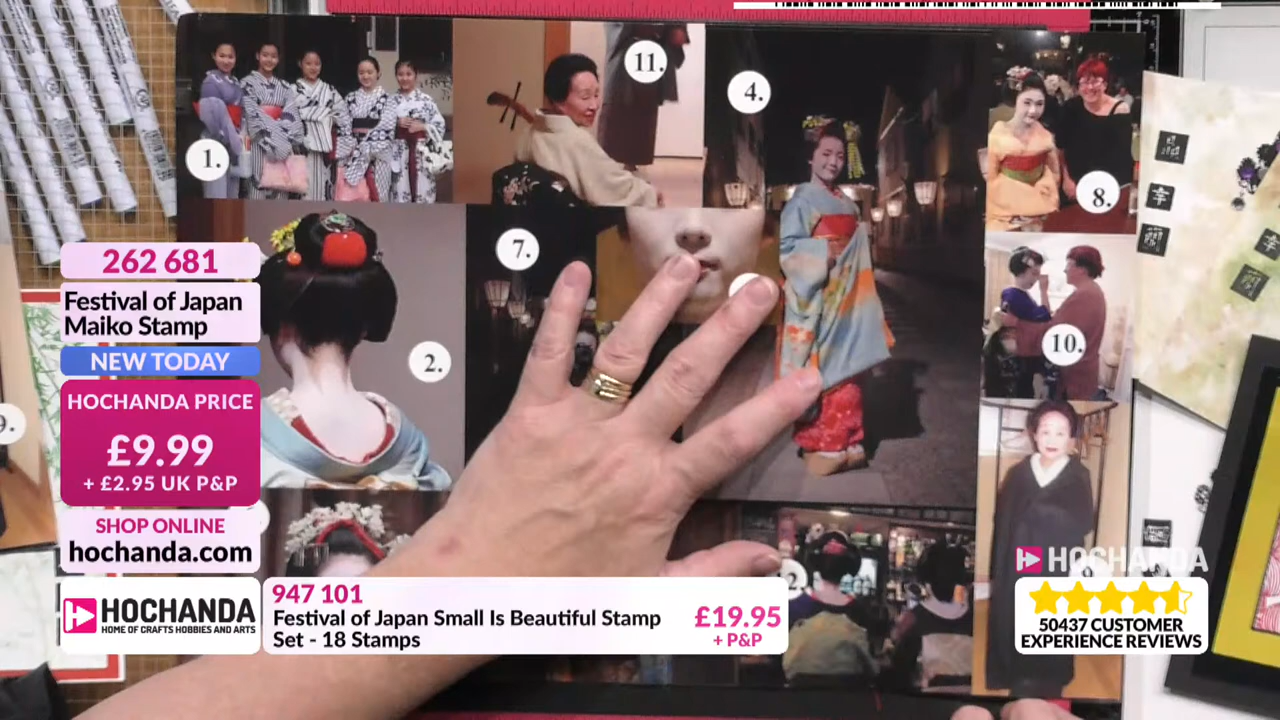 1.
11.
4.
8.
7.
2.
10.
9.
262 681
Festival of Japan
Maiko Stamp
NEW TODAY
HOCHANDA PRICE
£9.99
+ £2.95 UK P&P
SHOP ONLINE
hochanda.com
HOCHANDA
HOME OF CRAFTS HOBBIES AND ARTS
947 101
Festival of Japan Small Is Beautiful Stamp
Set - 18 Stamps
£19.95
+ P&P
HOCHANDA
50437 CUSTOMER
EXPERIENCE REVIEWS